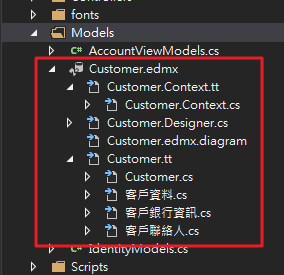 fonts
Models
AccountViewModels.cs
Customer.edmx
Customer.Context.tt
Customer.Context.cs
Customer.Designer.cs
Customer.edmx.diagram
Customer.tt
Customer.cs
客戶資料.cs
客戶銀行資訊.cs
客戶聯絡人.cs
IdentityModels.cs
Scripts